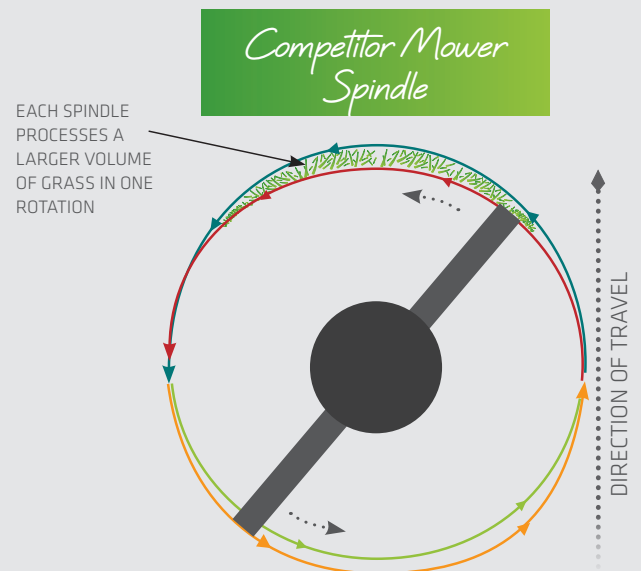 Competitor Mower
Spindle
EACH SPINDLE
PROCESSES A
LARGER VOLUME
OF GRASS IN ONE
ROTATION
DIRECTION OF TRAVEL